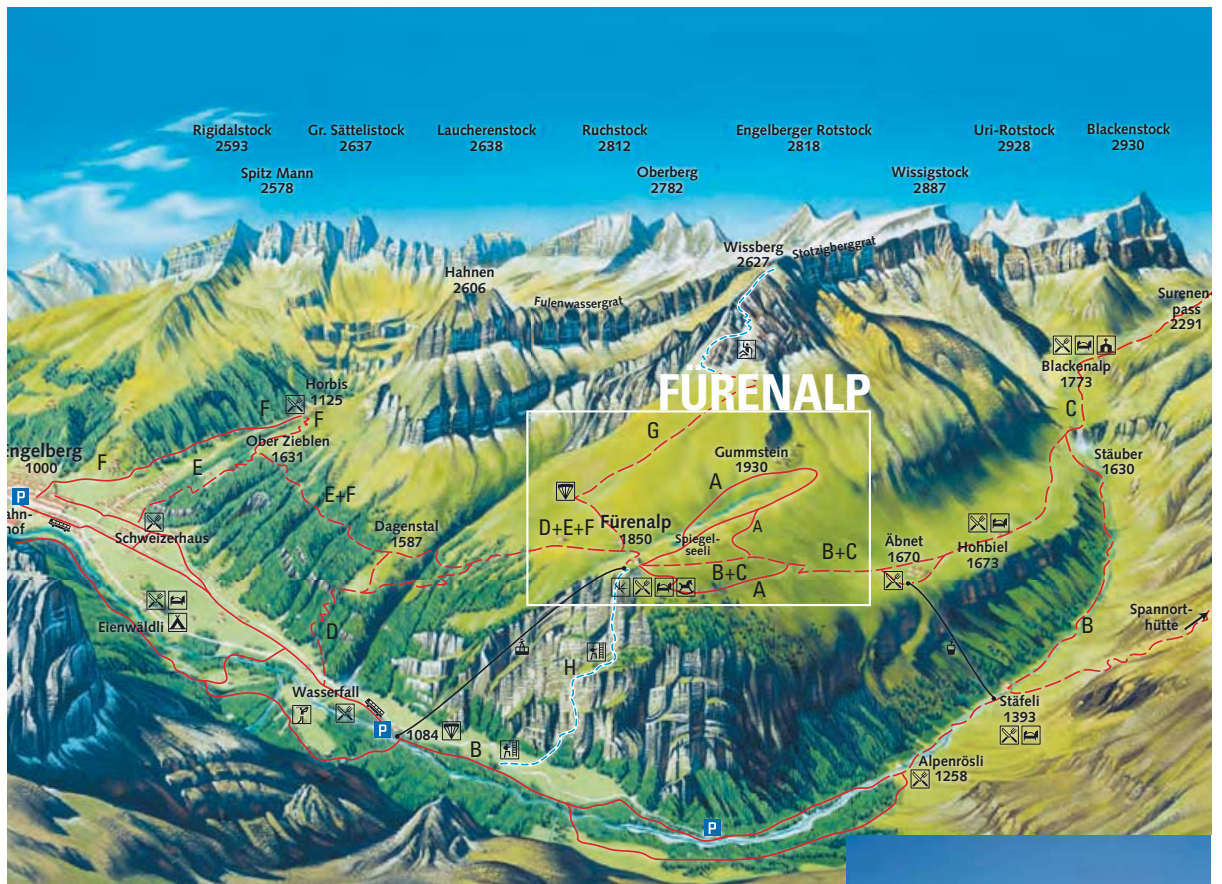 Rigidalstock
2593
Gr. Sättelistock
2637
Laucherenstock
2638
Ruchstock
2812
Engelberger Rotstock
2818
Uri-Rotstock
2928
Blackenstock
2930
Spitz Mann
2578
Oberberg
2782
Wissigstock
2887
Wissberg
2627
Stotzigberggrat
Hahnen
2606
Fulenwassergrat
Surenen-
pass
2291
Blackenalp
1773
FÜRENALP
Horbis
1125
F
F
Ober Zieblen
1631
G
C
ngelberg
1000
F
E
Gummstein
1930
Stäuber
1630
A
P
E+F
ahn-
hof
Schweizerhaus
Dagenstal
1587
D+E+F
Fürenalp
1850
Spiegel-
seeli
A
B+C
Äbnet
1670
Hohbiel
1673
B+C
A
Eienwäldli
D
Spannort-
hütte
B
H
Wasserfall
Stäfeli
1393
P
1084
B
Alpenrösli
1258
P